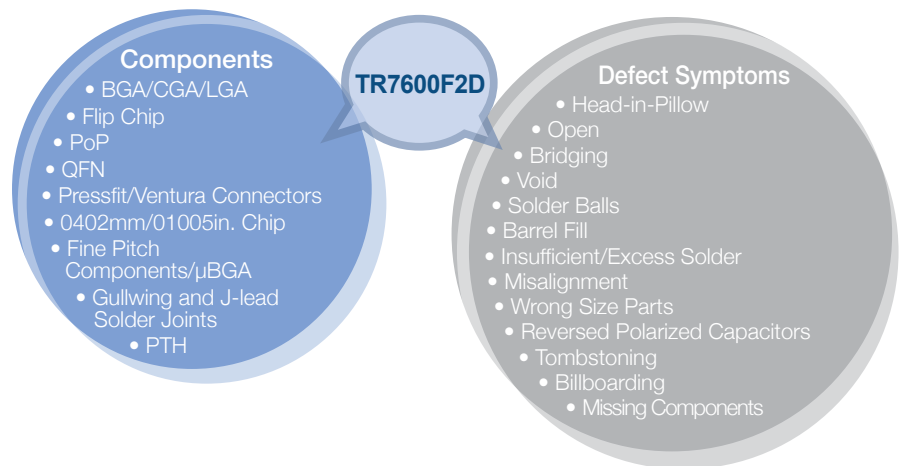 Components
• BGA/CGA/LGA
• Flip Chip
• PoP
• QFN
• Pressfit/Ventura Connectors
• 0402mm/01005in. Chip
• Fine Pitch
Components/µBGA
• Gullwing and J-lead
Solder Joints
• PTH
TR7600F2D
Defect Symptoms
• Head-in-Pillow
• Open
• Bridging
• Void
• Solder Balls
• Barrel Fill
• Insufficient/Excess Solder
• Misalignment
• Wrong Size Parts
• Reversed Polarized Capacitors
• Tombstoning
• Billboarding
• Missing Components